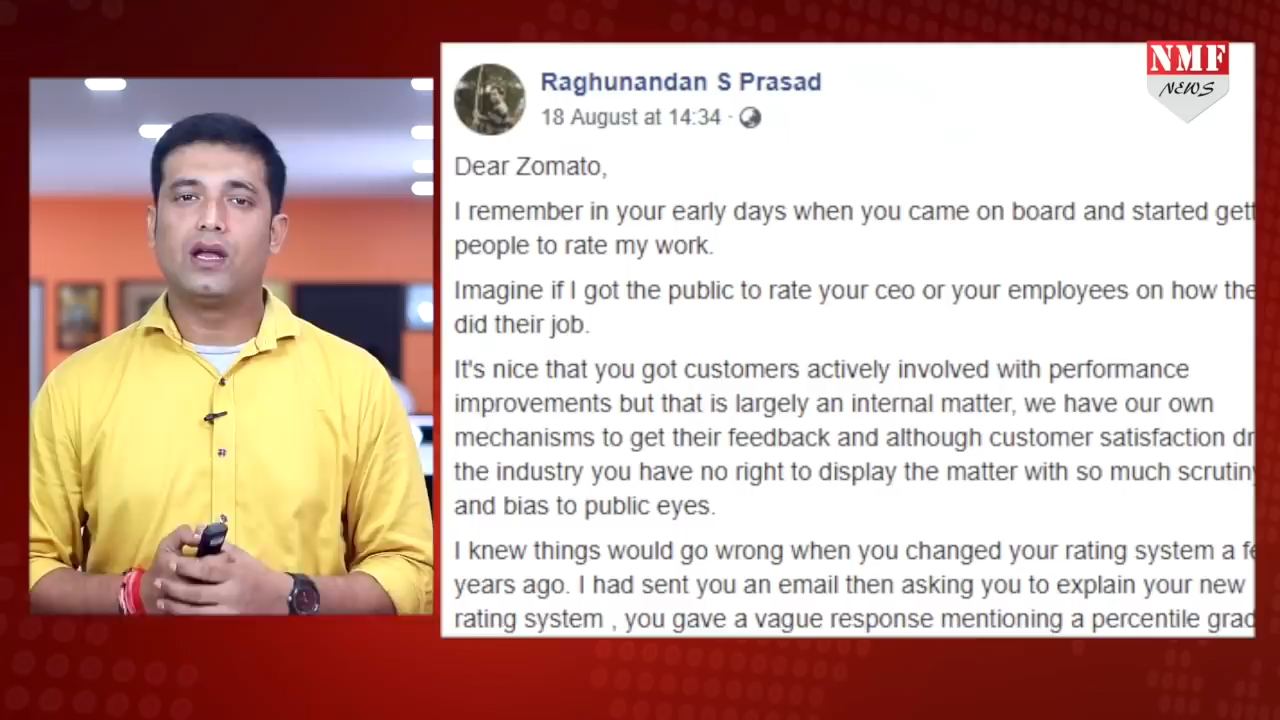 NMF
NEWS
Raghunandan S Prasad
18 August at 14:34 ·
Dear Zomato,
I remember in your early days when you came on board and started gett
people to rate my work.
Imagine if I got the public to rate your ceo or your employees on how the
did their job.
It's nice that you got customers actively involved with performance
improvements but that is largely an internal matter, we have our own
mechanisms to get their feedback and although customer satisfaction dr
the industry you have no right to display the matter with so much scrutiny
and bias to public eyes.
I knew things would go wrong when you changed your rating system a fe
years ago. I had sent you an email then asking you to explain your new
rating system , you gave a vague response mentioning a percentile grad